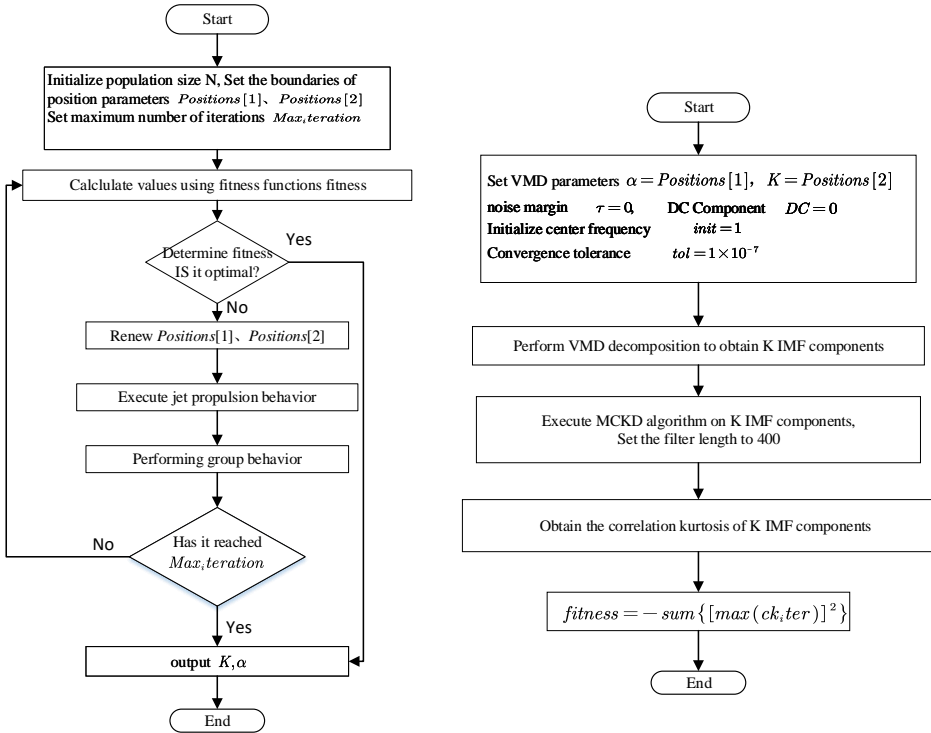 Start
Initialize population size N, Set the boundaries of
position parameters Positions[1]、Positions[2]
Set maximum number of iterations Maxᵢteration
Calclulate values using fitness functions fitness
Determine fitness
IS it optimal?
Yes
No
Renew Positions[1]、Positions[2]
Execute jet propulsion behavior
Performing group behavior
Has it reached
Maxᵢteration
No
Yes
output K,α
End
Start
Set VMD parameters α=Positions[1], K=Positions[2]
noise margin τ=0, DC Component DC=0
Initialize center frequency init=1
Convergence tolerance tol=1×10⁻⁷
Perform VMD decomposition to obtain K IMF components
Execute MCKD algorithm on K IMF components,
Set the filter length to 400
Obtain the correlation kurtosis of K IMF components
fitness=−sum{[max(ckᵢter)]²}
End